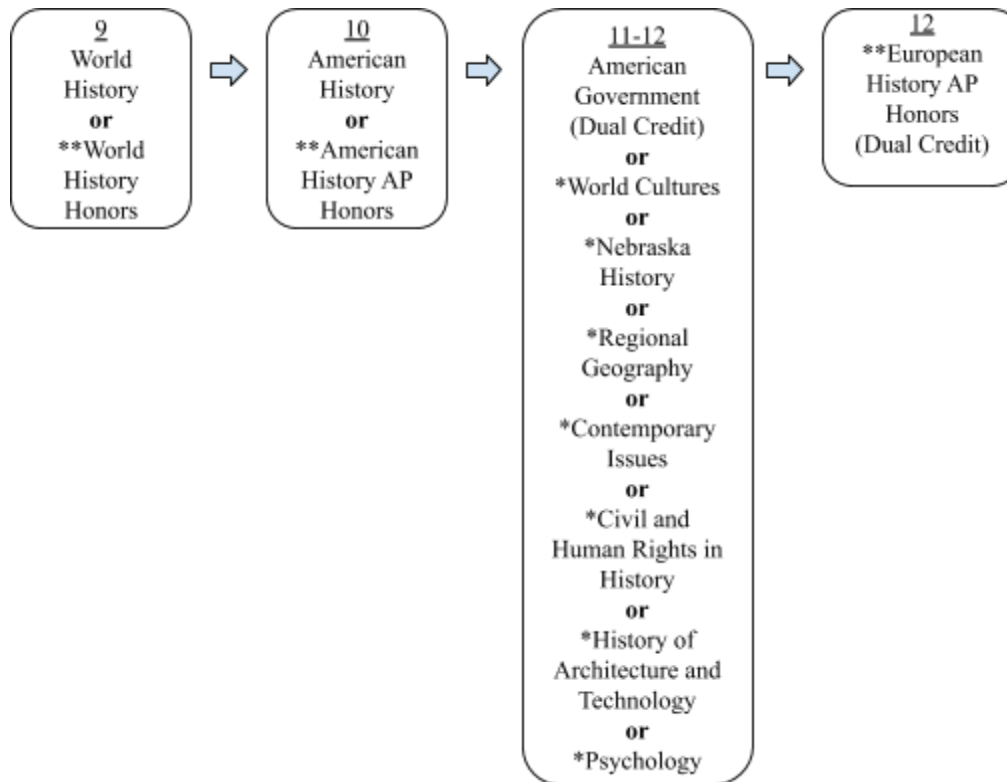 9
World
History
or
**World
History
Honors
10
American
History
or
**American
History AP
Honors
11-12
American
Government
(Dual Credit)
or
*World Cultures
or
*Nebraska
History
or
*Regional
Geography
or
*Contemporary
Issues
or
*Civil and
Human Rights in
History
or
*History of
Architecture and
Technology
or
*Psychology
12
**European
History AP
Honors
(Dual Credit)